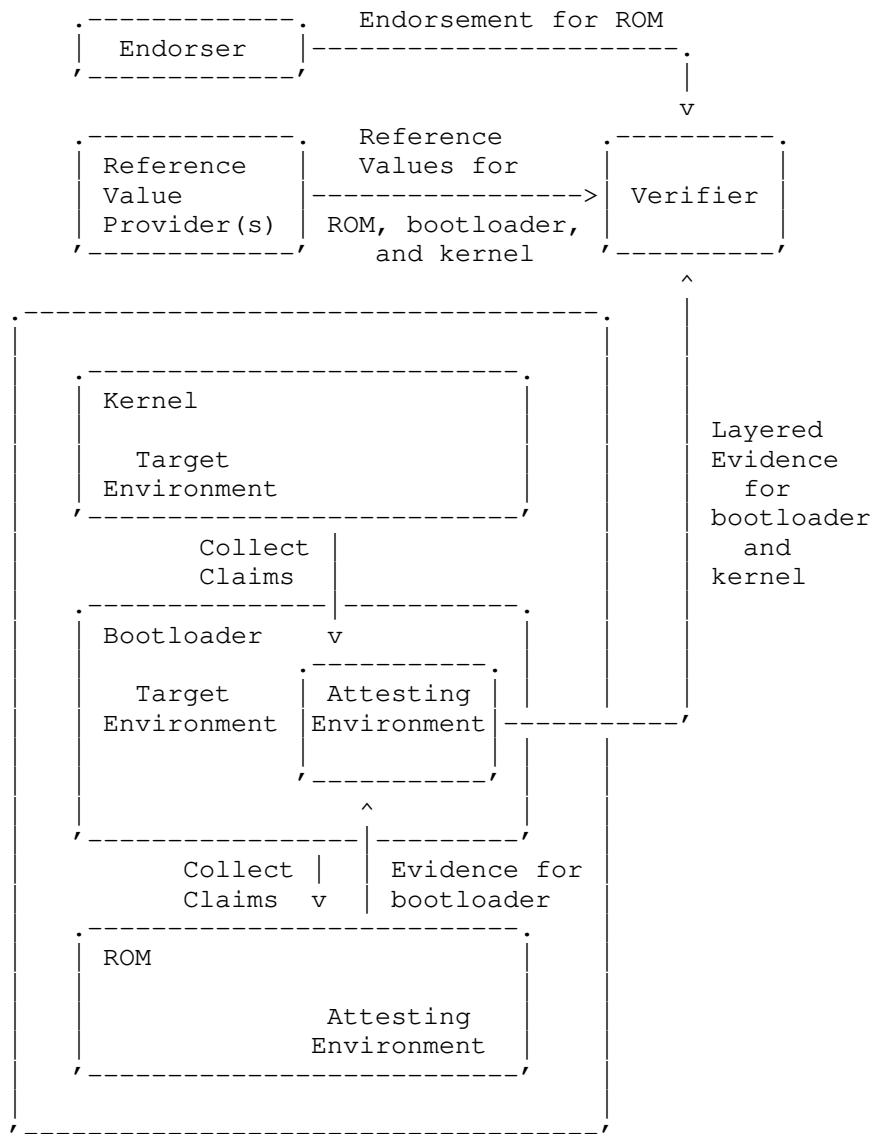 Endorsement for ROM
Endorser
Reference
Values for
Reference
Value
Provider(s)
ROM, bootloader,
and kernel
Verifier
Kernel
Target
Environment
Layered
Evidence
for
bootloader
and
kernel
Collect
Claims
Bootloader
Target
Environment
Attesting
Environment
Collect
Claims
Evidence for
bootloader
ROM
Attesting
Environment